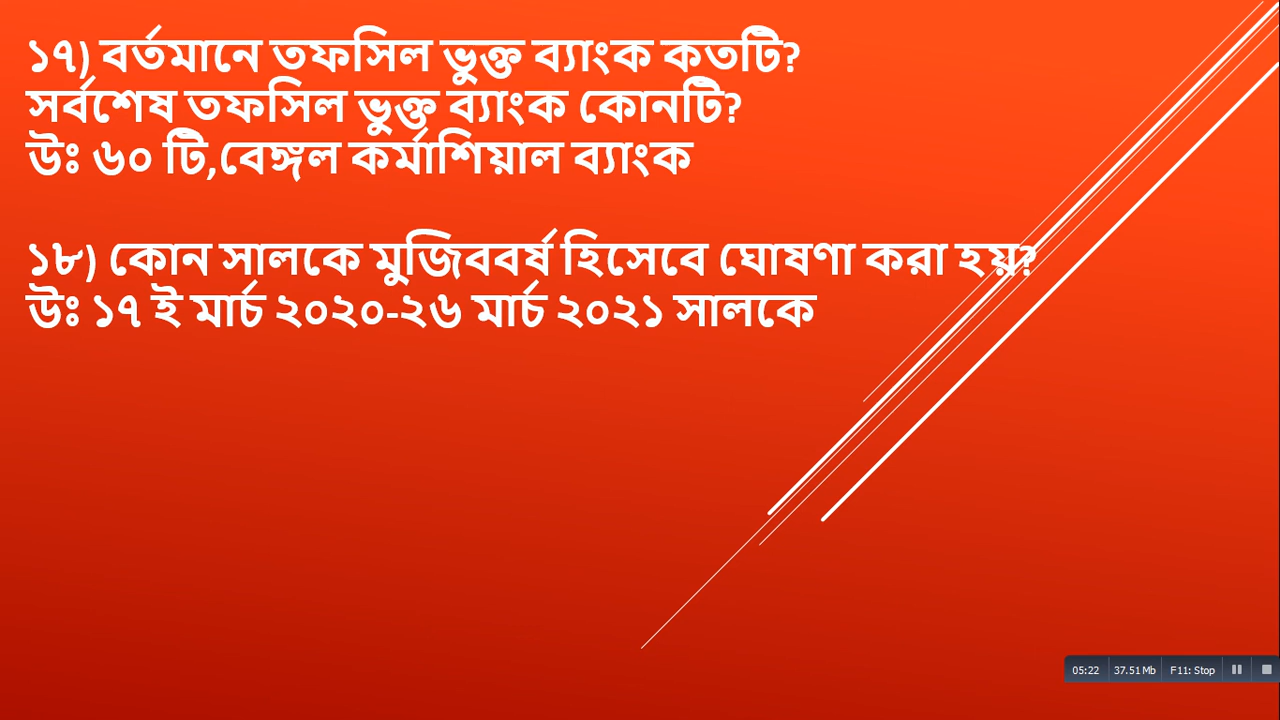 ১৭) বর্তমানে তফসিল ভুক্ত ব্যাংক কতটি?
সর্বশেষ তফসিল ভুক্ত ব্যাংক কোনটি?
উঃ ৬০ টি,বেঙ্গল কর্মাশিয়াল ব্যাংক
১৮) কোন সালকে মুজিববর্ষ হিসেবে ঘোষণা করা হয়?
উঃ ১৭ ই মার্চ ২০২০-২৬ মার্চ ২০২১ সালকে
05:22 37.51 Mb F11: Stop